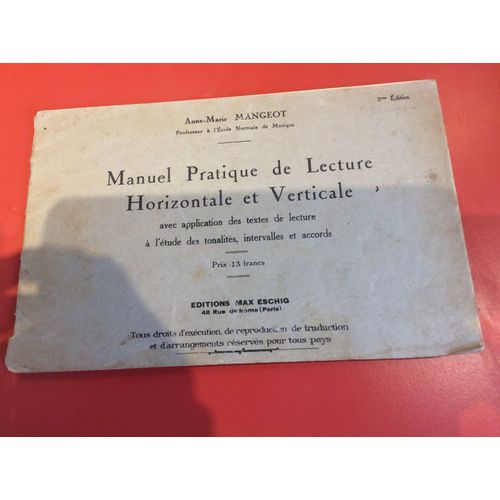 Anne-Marie MANGEOT
3me Édition
Professeur à l'École Normale de Musique
Manuel Pratique de Lecture
Horizontale et Verticale
avec application des textes de lecture
à l'étude des tonalités, intervalles et accords
Prix 13 francs
EDITIONS MAX ESCHIG
48 Rue de Rome (Paris)
Tous droits d'exécution, de reproduction de traduction
et d'arrangements réservés pour tous pays